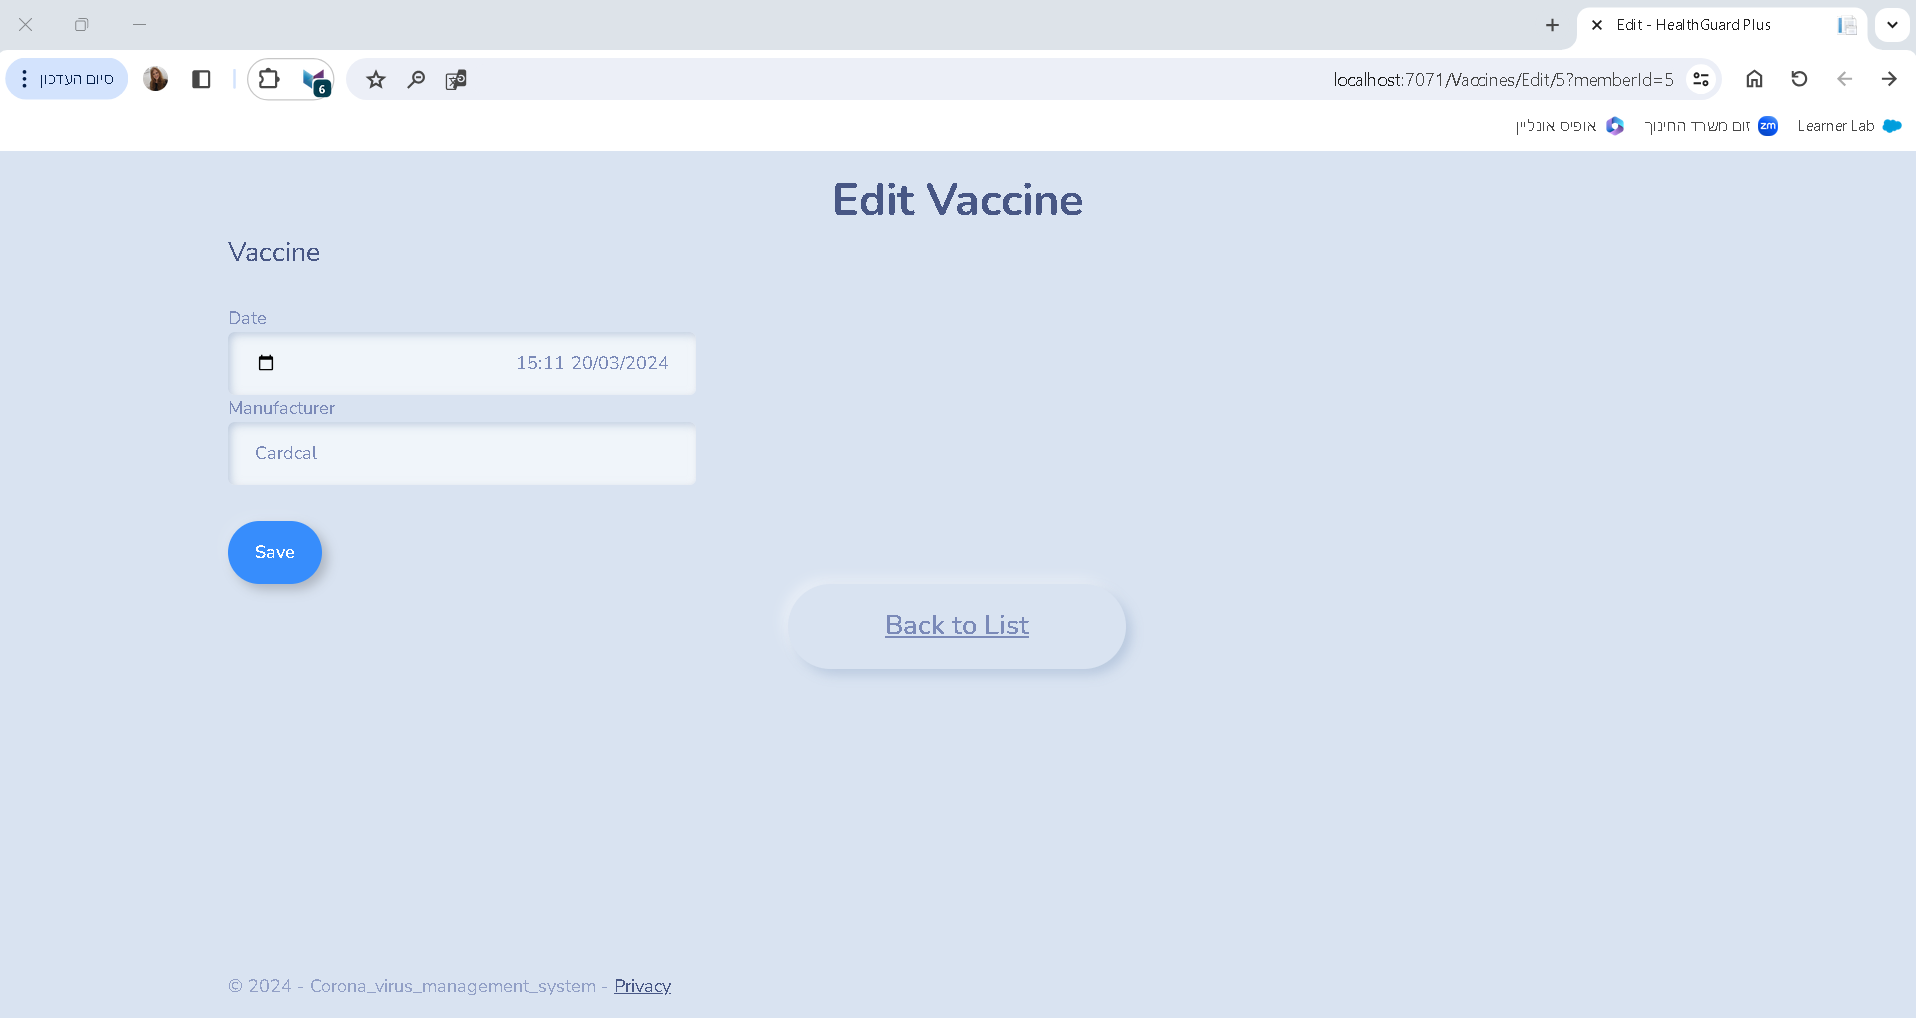 Edit - HealthGuard Plus
סיום העדכון
6
localhost:7071/Vaccines/Edit/5?memberId=5
Learner Lab
zm זום משרד החינוך
אופיס אונליין
Edit Vaccine
Vaccine
Date
15:11 20/03/2024
Manufacturer
Cardcal
Save
Back to List
© 2024 - Corona_virus_management_system - Privacy